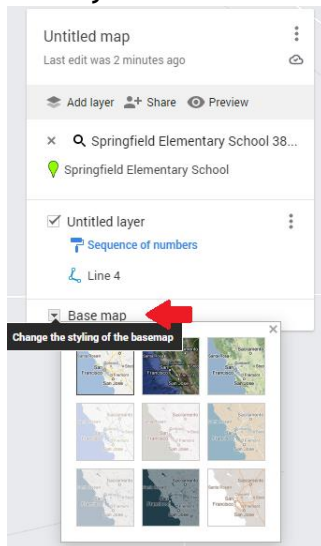 Untitled map
Last edit was 2 minutes ago
Add layer Share Preview
Springfield Elementary School 38...
Springfield Elementary School
Untitled layer
Sequence of numbers
Line 4
Base map
Change the styling of the basemap